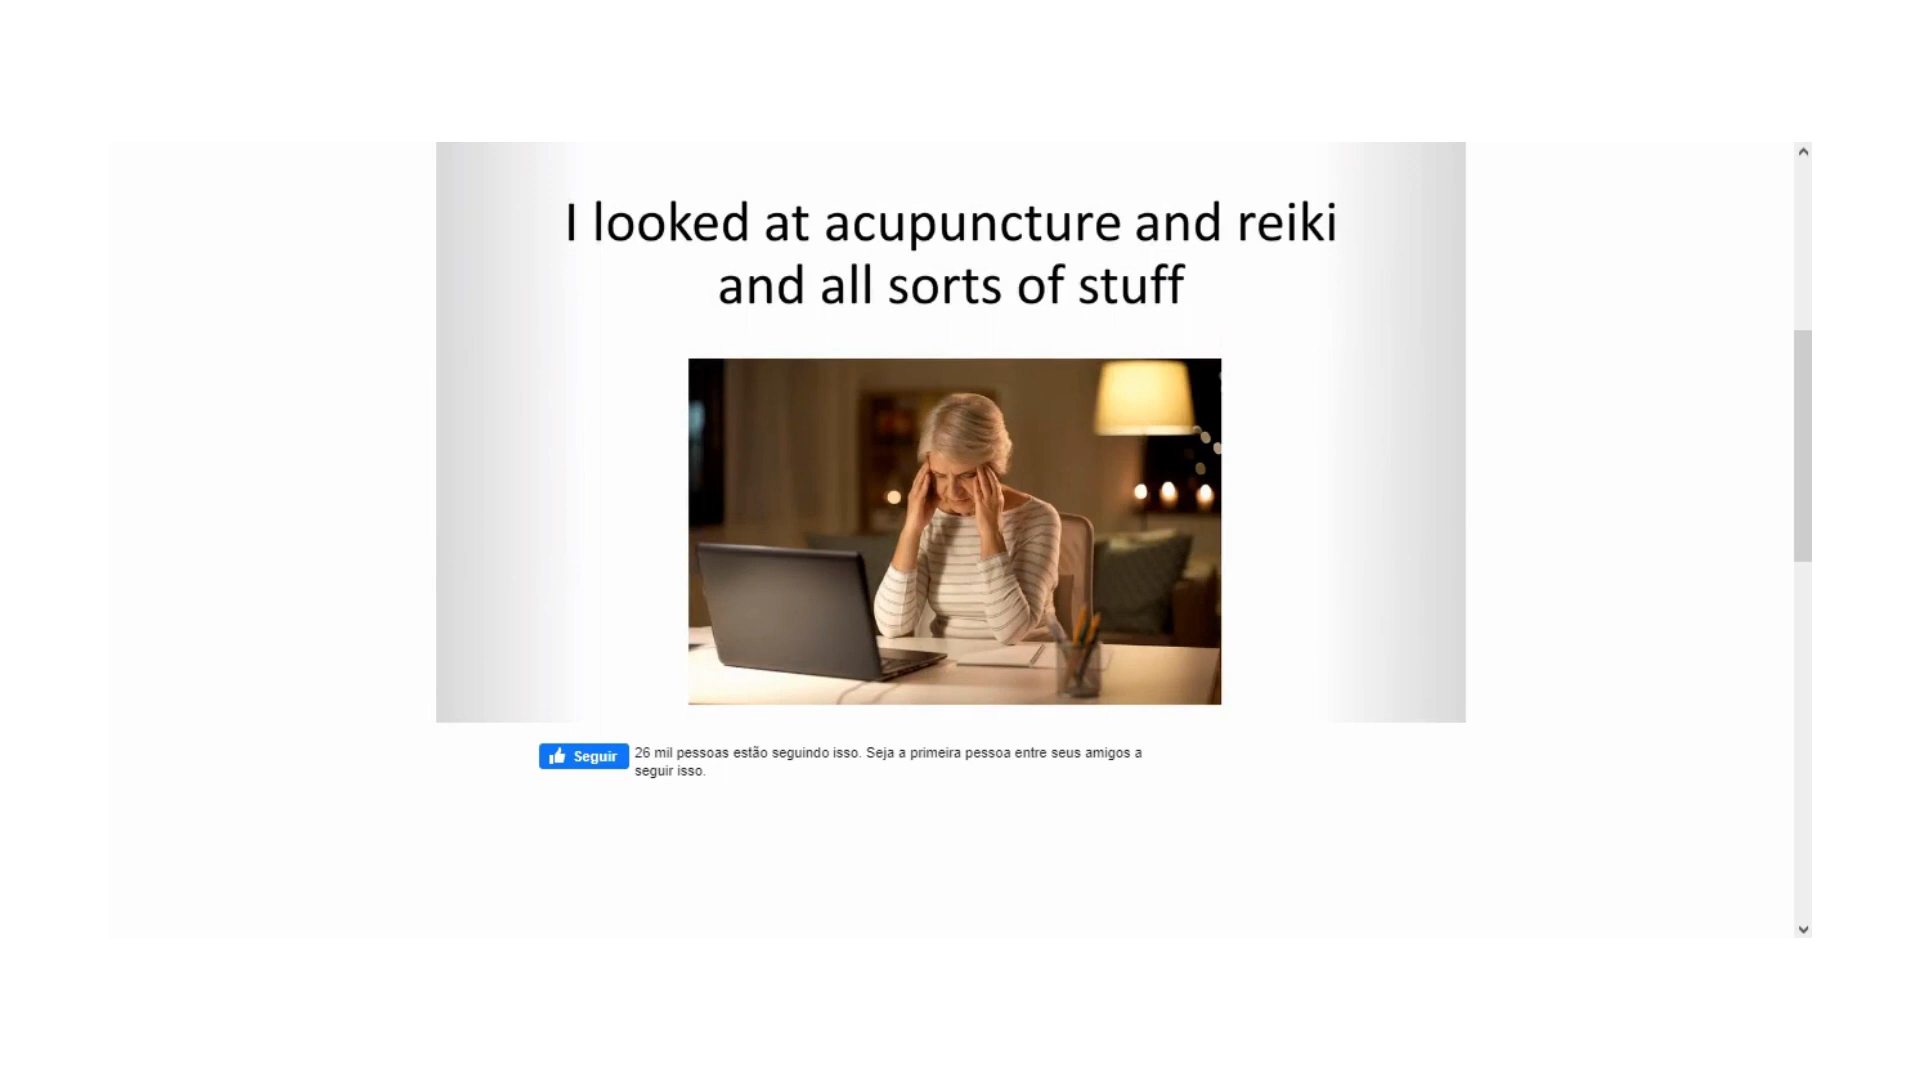 I looked at acupuncture and reiki
and all sorts of stuff
Seguir
26 mil pessoas estão seguindo isso. Seja a primeira pessoa entre seus amigos a
seguir isso.